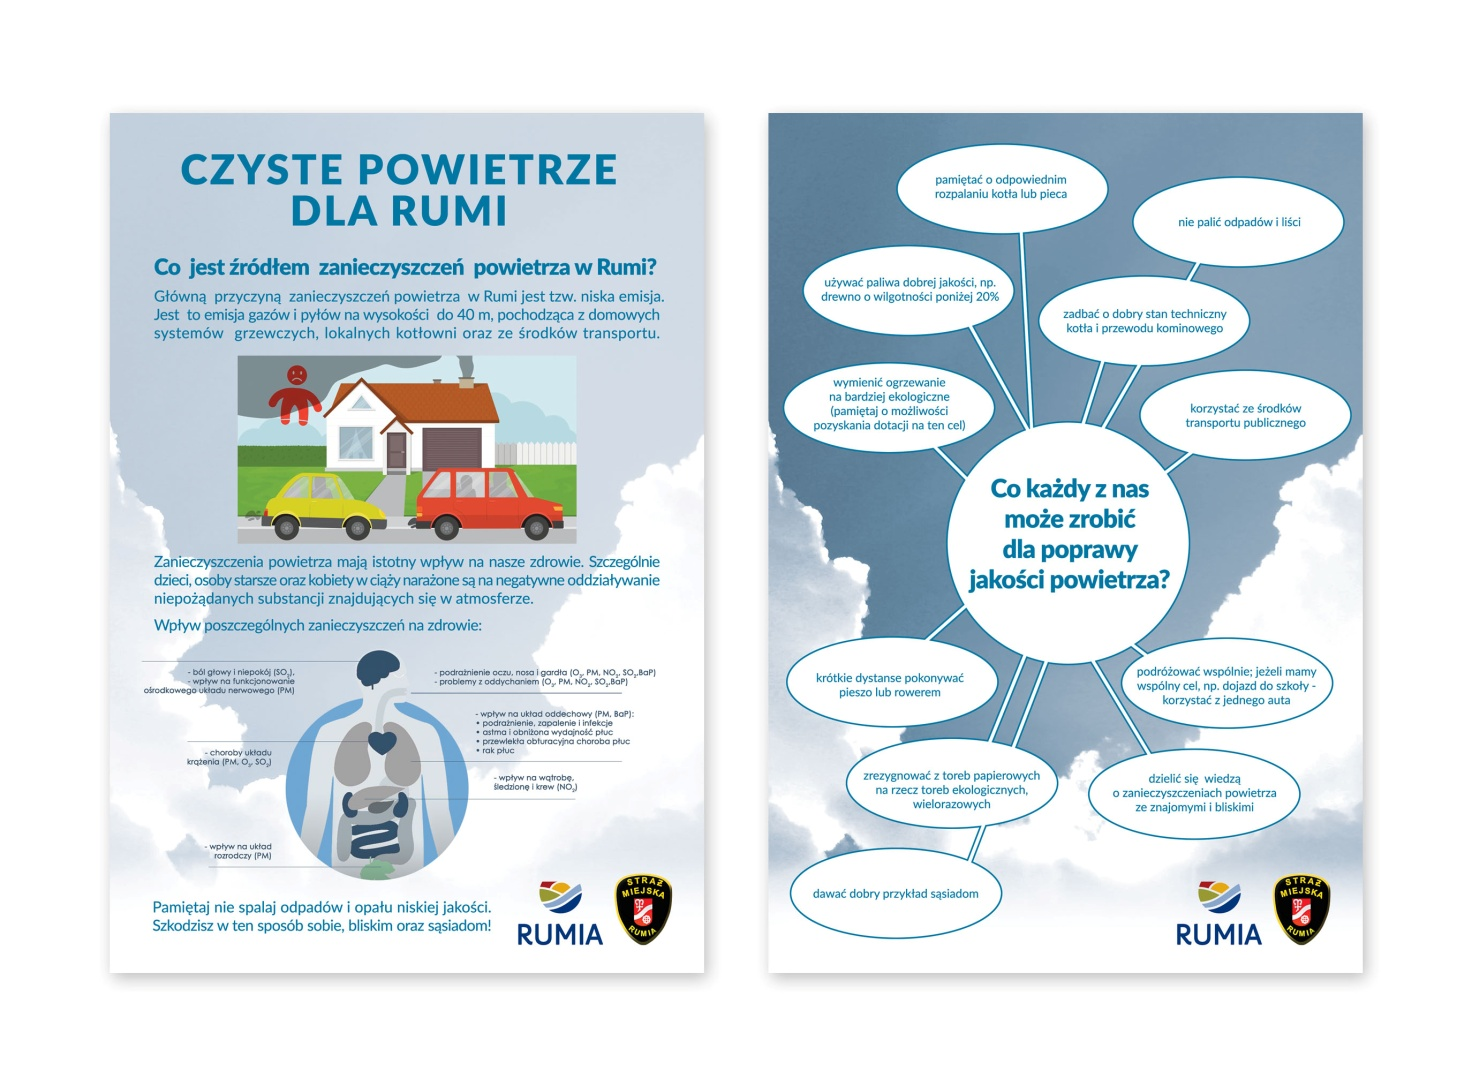 CZYSTE POWIETRZE
DLA RUMI
Co jest źródłem zanieczyszczeń powietrza w Rumi?
Główną przyczyną zanieczyszczeń powietrza w Rumi jest tzw. niska emisja.
Jest to emisja gazów i pyłów na wysokości do 40 m, pochodząca z domowych
systemów grzewczych, lokalnych kotłowni oraz ze środków transportu.
Zanieczyszczenia powietrza mają istotny wpływ na nasze zdrowie. Szczególnie
dzieci, osoby starsze oraz kobiety w ciąży narażone są na negatywne oddziaływanie
niepożądanych substancji znajdujących się w atmosferze.
Wpływ poszczególnych zanieczyszczeń na zdrowie:
- ból głowy i niepokój (SO₂),
- wpływ na funkcjonowanie
ośrodkowego układu nerwowego (PM)
- podrażnienie oczu, nosa i gardła (O₃, PM, NO₂, SO₂,BaP)
- problemy z oddychaniem (O₃, PM, NO₂, SO₂,BaP)
- wpływ na układ oddechowy (PM, BaP):
• podrażnienie, zapalenie i infekcje
• astma i obniżona wydajność płuc
• przewlekła obturacyjna choroba płuc
• rak płuc
- choroby układu
krążenia (PM, O₃, SO₂)
- wpływ na wątrobę,
śledzionę i krew (NO₂)
- wpływ na układ
rozrodczy (PM)
Pamiętaj nie spalaj odpadów i opału niskiej jakości.
Szkodzisz w ten sposób sobie, bliskim oraz sąsiadom!
RUMIA
STRAŻ
MIEJSKA
RUMIA
pamiętać o odpowiednim
rozpalaniu kotła lub pieca
nie palić odpadów i liści
używać paliwa dobrej jakości, np.
drewno o wilgotności poniżej 20%
zadbać o dobry stan techniczny
kotła i przewodu kominowego
wymienić ogrzewanie
na bardziej ekologiczne
(pamiętaj o możliwości
pozyskania dotacji na ten cel)
korzystać ze środków
transportu publicznego
Co każdy z nas
może zrobić
dla poprawy
jakości powietrza?
krótkie dystanse pokonywać
pieszo lub rowerem
podróżować wspólnie; jeżeli mamy
wspólny cel, np. dojazd do szkoły -
korzystać z jednego auta
zrezygnować z toreb papierowych
na rzecz toreb ekologicznych,
wielorazowych
dzielić się wiedzą
o zanieczyszczeniach powietrza
ze znajomymi i bliskimi
dawać dobry przykład sąsiadom
RUMIA
STRAŻ
MIEJSKA
RUMIA